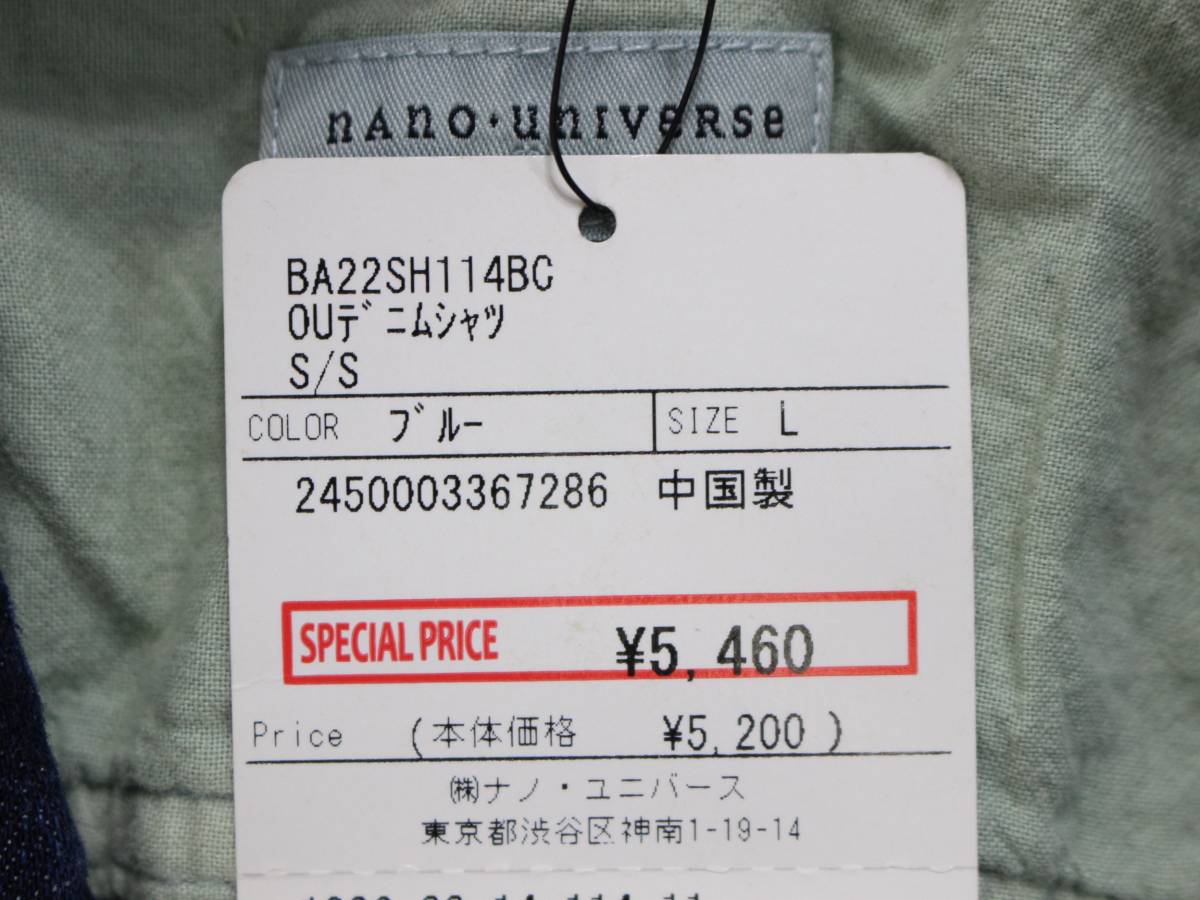 nAno・universe
BA22SH114BC
OUデニムシャツ
S/S
COLOR ブルー SIZE L
2450003367286 中国製
SPECIAL PRICE ¥5,460
Price (本体価格 ¥5,200 )
㈱ナノ・ユニバース
東京都渋谷区神南1-19-14